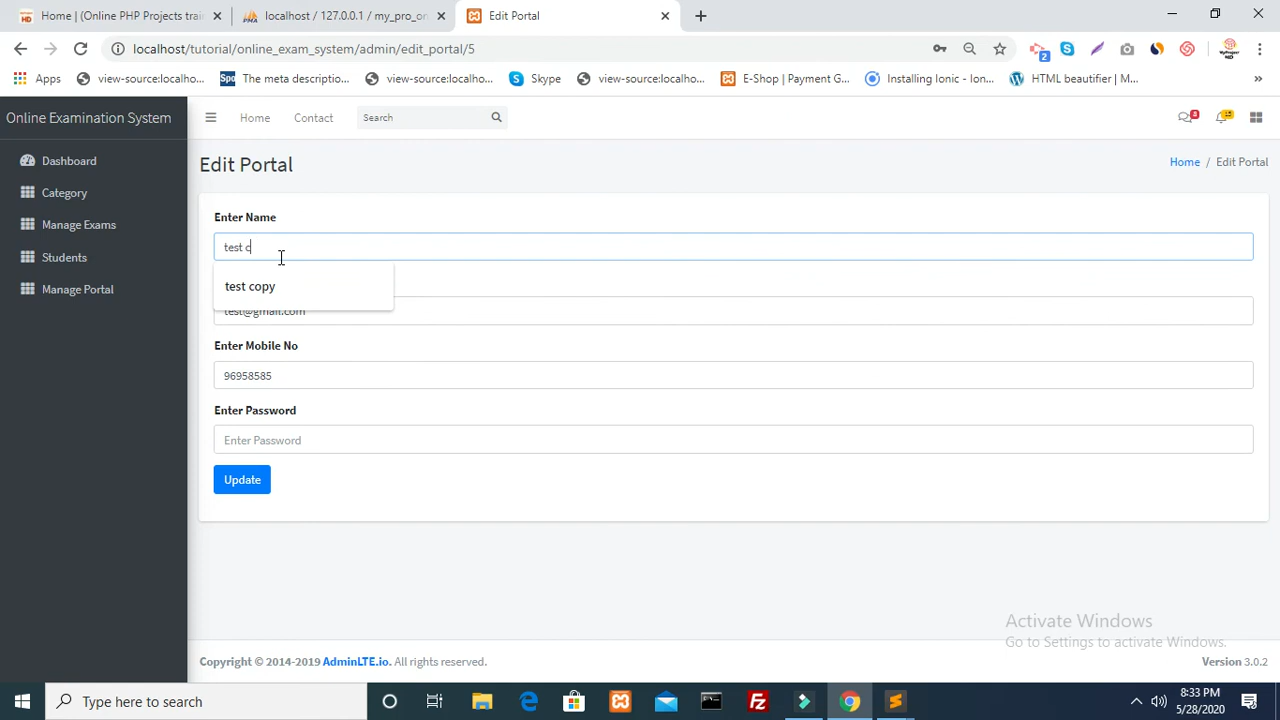 Home | (Online PHP Projects trai
localhost / 127.0.0.1 / my_pro_on
Edit Portal
localhost/tutorial/online_exam_system/admin/edit_portal/5
2
Apps
view-source:localho...
Spo
The meta descriptio...
view-source:localho...
Skype
view-source:localho...
E-Shop | Payment G...
Installing Ionic - Ion...
HTML beautifier | M...
Online Examination System
Home
Contact
Search
Dashboard
Category
Manage Exams
Students
Manage Portal
Edit Portal
Home / Edit Portal
Enter Name
test c
test copy
test@gmail.com
Enter Mobile No
96958585
Enter Password
Enter Password
Update
Activate Windows
Go to Settings to activate Windows.
Copyright © 2014-2019 AdminLTE.io. All rights reserved.
Version 3.0.2
Type here to search
8:33 PM
5/28/2020